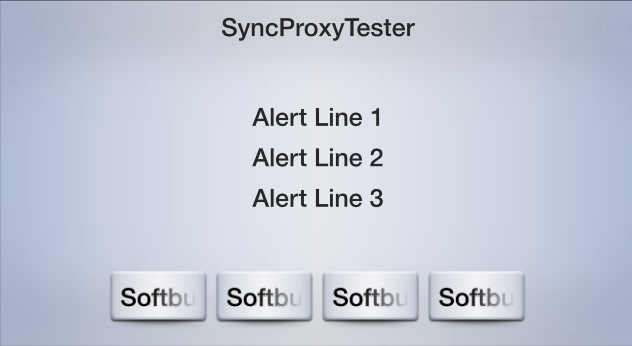 SyncProxyTester
Alert Line 1
Alert Line 2
Alert Line 3
Softbu Softbu Softbu Softbu